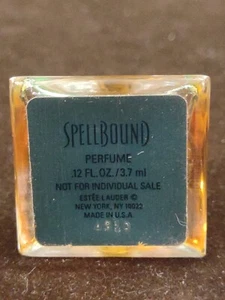 SPELLBOUND
PERFUME
.12 FL. OZ. / 3.7 ml
NOT FOR INDIVIDUAL SALE
ESTÉE LAUDER ©
NEW YORK, NY 10022
MADE IN U.S.A.